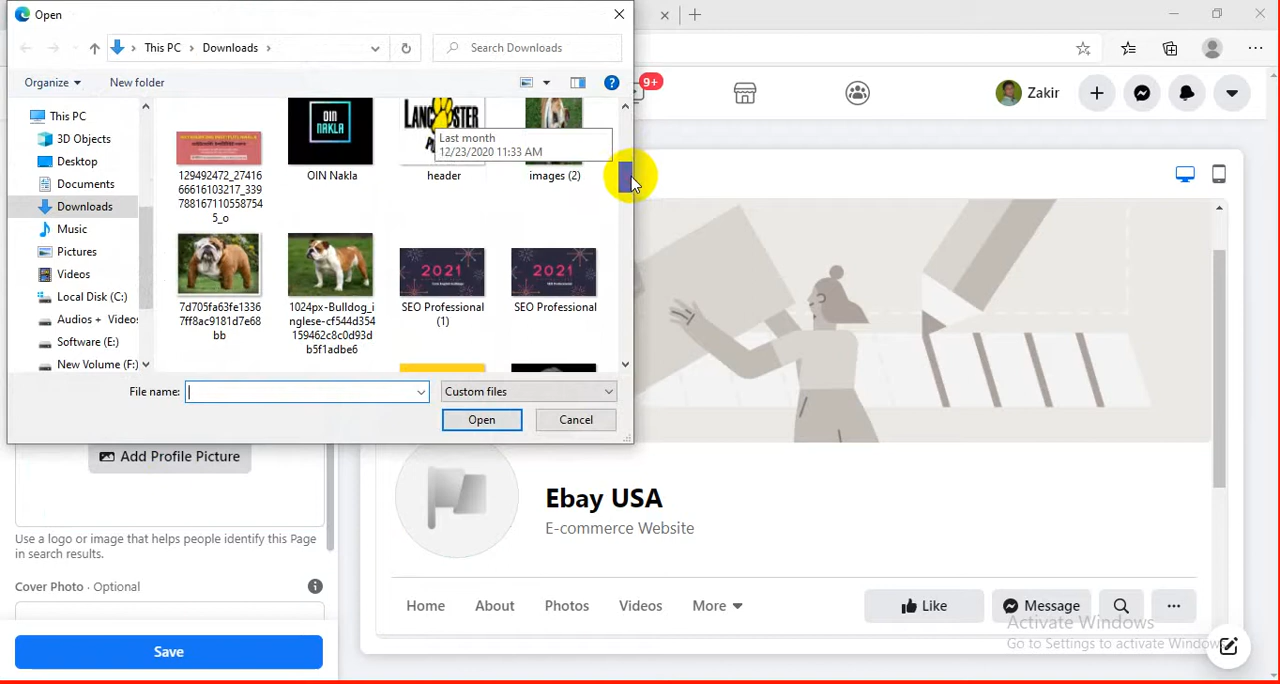 Open
This PC
Downloads
Search Downloads
Organize
New folder
This PC
3D Objects
Desktop
Documents
Downloads
Music
Pictures
Videos
Local Disk (C:)
Audios + Videos
Software (E:)
New Volume (F:)
OIN
NAKLA
LANCASTER
Last month
12/23/2020 11:33 AM
129492472_27416
66616103217_339
788167110558754
5_o
OIN Nakla
header
images (2)
2021
2021
7d705fa63fe1336
7ff8ac9181d7e68
bb
1024px-Bulldog_i
nglese-cf544d354
159462c8c0d93d
b5f1adbe6
SEO Professional
(1)
SEO Professional
File name:
Custom files
Open
Cancel
9+
Zakir
Add Profile Picture
Use a logo or image that helps people identify this Page
in search results.
Cover Photo · Optional
Save
Ebay USA
E-commerce Website
Home
About
Photos
Videos
More
Like
Message
Activate Windows
Go to Settings to activate Windows